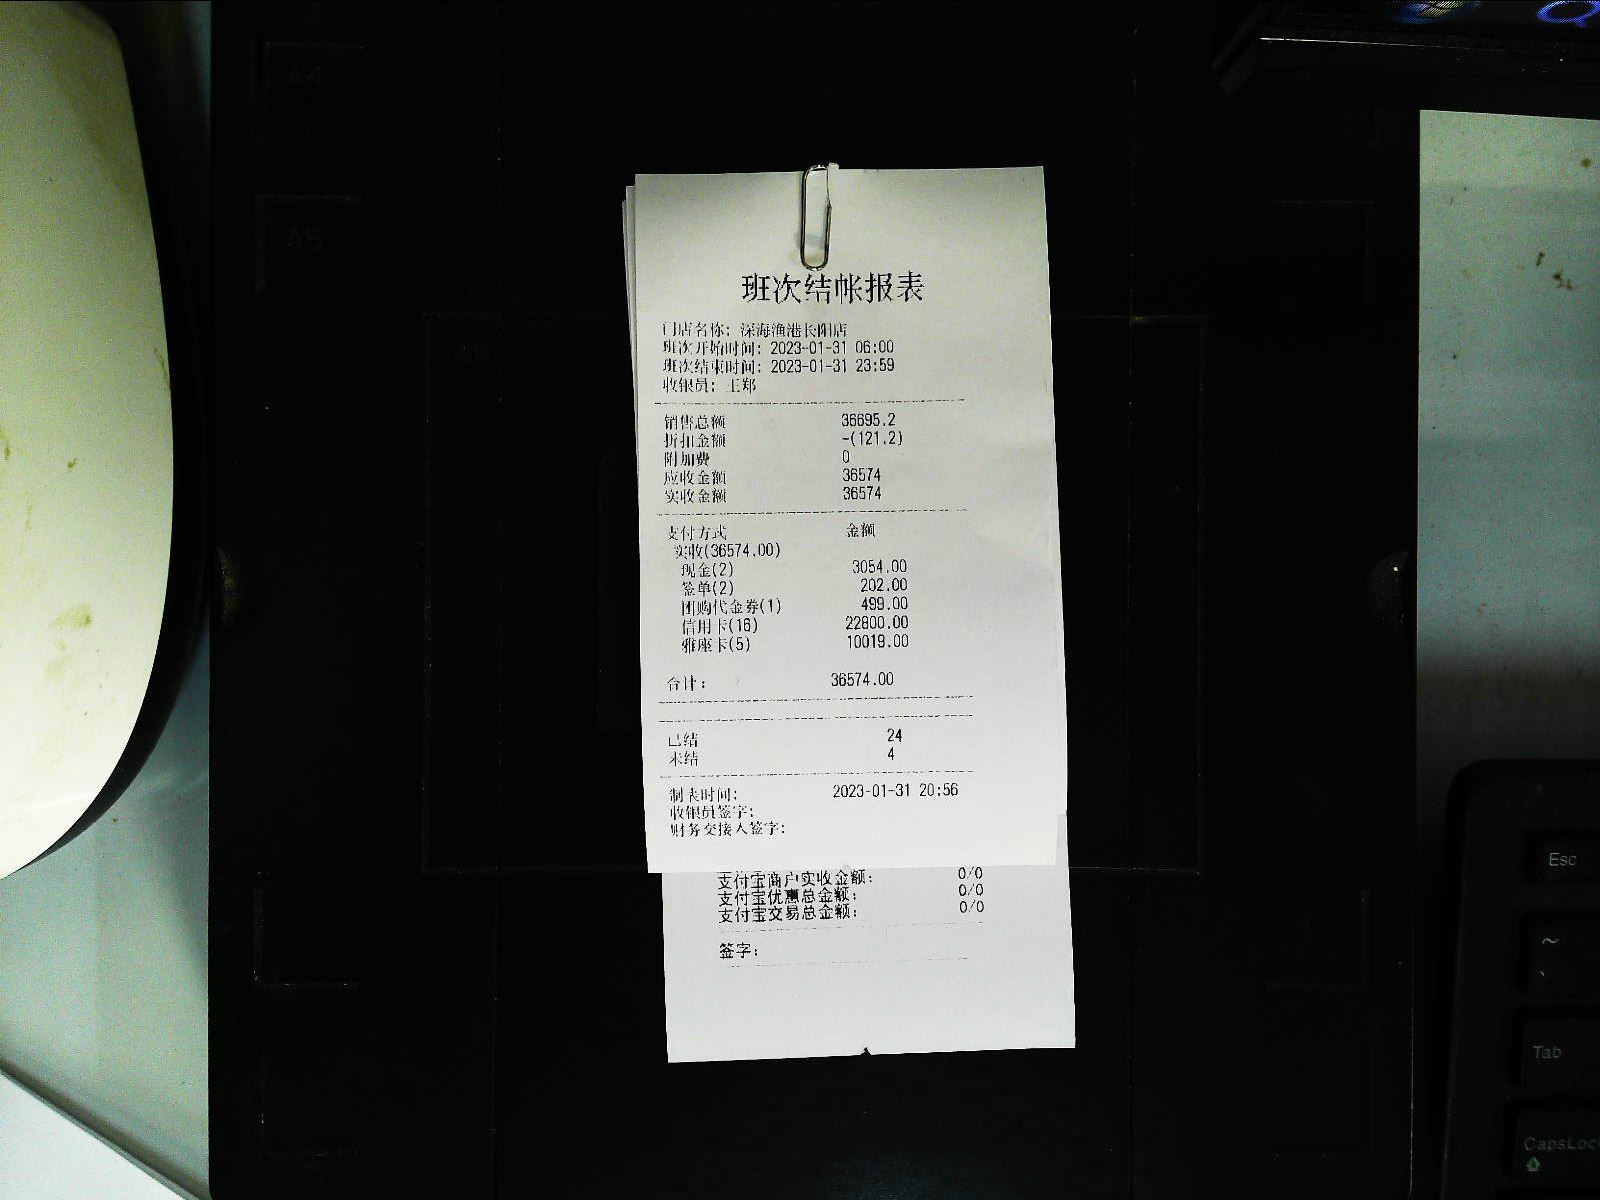 A4
A5
班次结帐报表
门店名称: 深海渔港长阳店
班次开始时间: 2023-01-31 06:00
班次结束时间: 2023-01-31 23:59
收银员: 王郑
销售总额 36695.2
折扣金额 -(121.2)
附加费 0
应收金额 36574
实收金额 36574
支付方式 金额
实收(36574.00)
现金(2) 3054.00
签单(2) 202.00
团购代金券(1) 499.00
信用卡(16) 22800.00
雅座卡(5) 10019.00
合计: 36574.00
已结 24
未结 4
制表时间: 2023-01-31 20:56
收银员签字:
财务交接人签字:
支付宝商户实收金额: 0/0
支付宝优惠总金额: 0/0
支付宝交易总金额: 0/0
签字:
Esc
~
Tab
CapsLoc